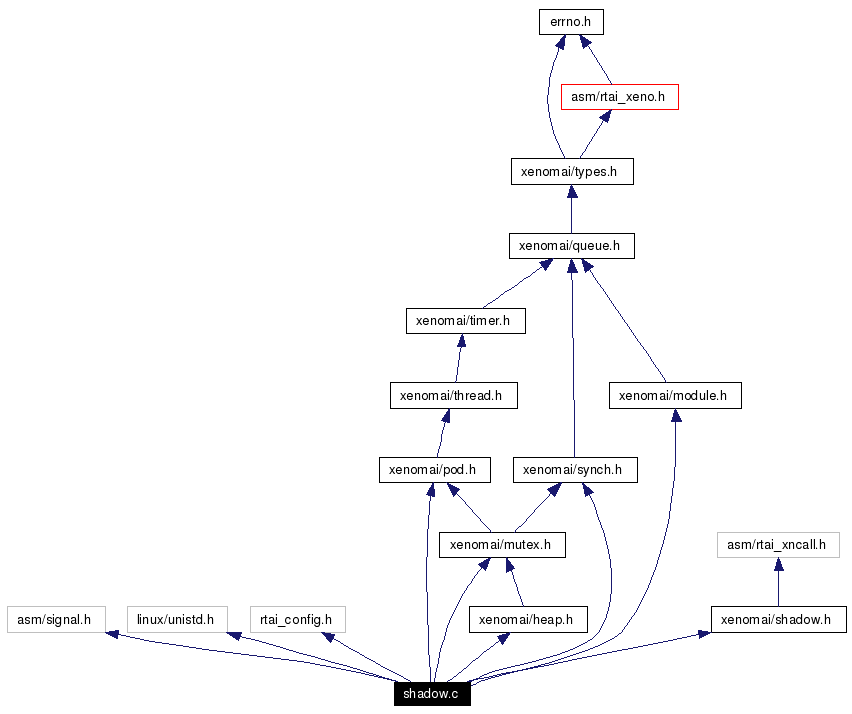 errno.h
asm/rtai_xeno.h
xenomai/types.h
xenomai/queue.h
xenomai/timer.h
xenomai/thread.h
xenomai/module.h
xenomai/pod.h
xenomai/synch.h
xenomai/mutex.h
asm/rtai_xncall.h
asm/signal.h
linux/unistd.h
rtai_config.h
xenomai/heap.h
xenomai/shadow.h
shadow.c